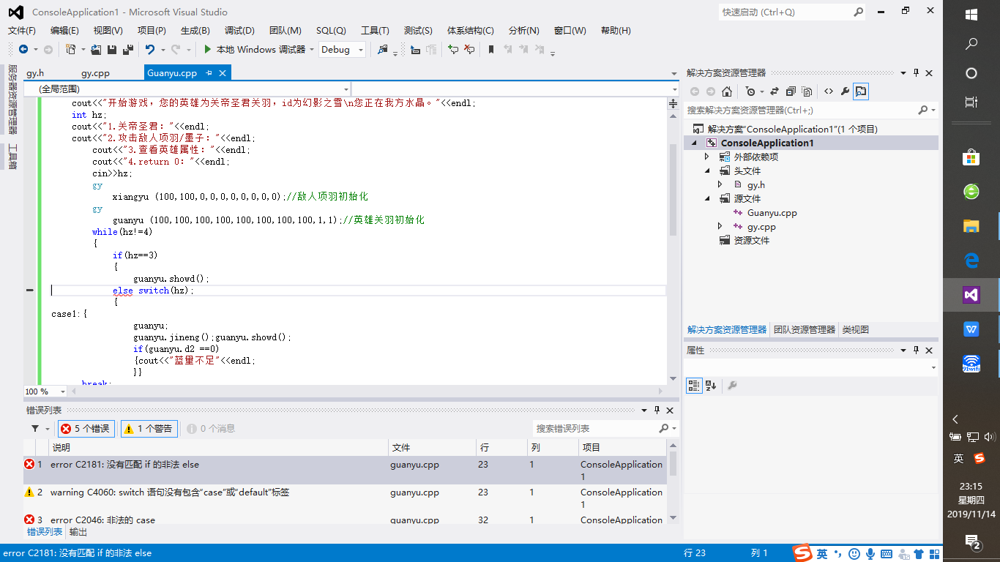 ConsoleApplication1 - Microsoft Visual Studio
快速启动 (Ctrl+Q)
文件(F) 编辑(E) 视图(V) 项目(P) 生成(B) 调试(D) 团队(M) SQL(Q) 工具(T) 测试(S) 体系结构(C) 分析(N) 窗口(W) 帮助(H)
本地 Windows 调试器 Debug
服务器资源管理器
工具箱
gy.h gy.cpp Guanyu.cpp
(全局范围)
cout<<"开始游戏，您的英雄为关帝圣君关羽，id为幻影之雪\n您正在我方水晶。"<<endl;
int hz;
cout<<"1.关帝圣君："<<endl;
cout<<"2.攻击敌人项羽/墨子："<<endl;
cout<<"3.查看英雄属性："<<endl;
cout<<"4.return 0："<<endl;
cin>>hz;
gy
xiangyu (100,100,0,0,0,0,0,0,0,0);//敌人项羽初始化
gy
guanyu (100,100,100,100,100,100,100,100,1,1);//英雄关羽初始化
while(hz!=4)
{
if(hz==3)
{
guanyu.showd();
else switch(hz);
{
case1:{
guanyu;
guanyu.jineng();guanyu.showd();
if(guanyu.d2 ==0)
{cout<<"蓝量不足"<<endl;
}}
break;
100 %
错误列表
5 个错误 1 个警告 0 个消息 搜索错误列表
说明 文件 行 列 项目
1 error C2181: 没有匹配 if 的非法 else guanyu.cpp 23 1 ConsoleApplication
1
2 warning C4060: switch 语句没有包含“case”或“default”标签 guanyu.cpp 23 1 ConsoleApplication
1
3 error C2046: 非法的 case guanyu.cpp 32 1 ConsoleApplication
错误列表 输出
error C2181: 没有匹配 if 的非法 else 行 23 列 1
解决方案资源管理器
搜索解决方案资源管理器(Ctrl+;)
解决方案“ConsoleApplication1”(1 个项目)
ConsoleApplication1
外部依赖项
头文件
gy.h
源文件
Guanyu.cpp
gy.cpp
资源文件
解决方案资源管理器 团队资源管理器 类视图
属性
英
91wifi
英
23:15
星期四
2019/11/14
2